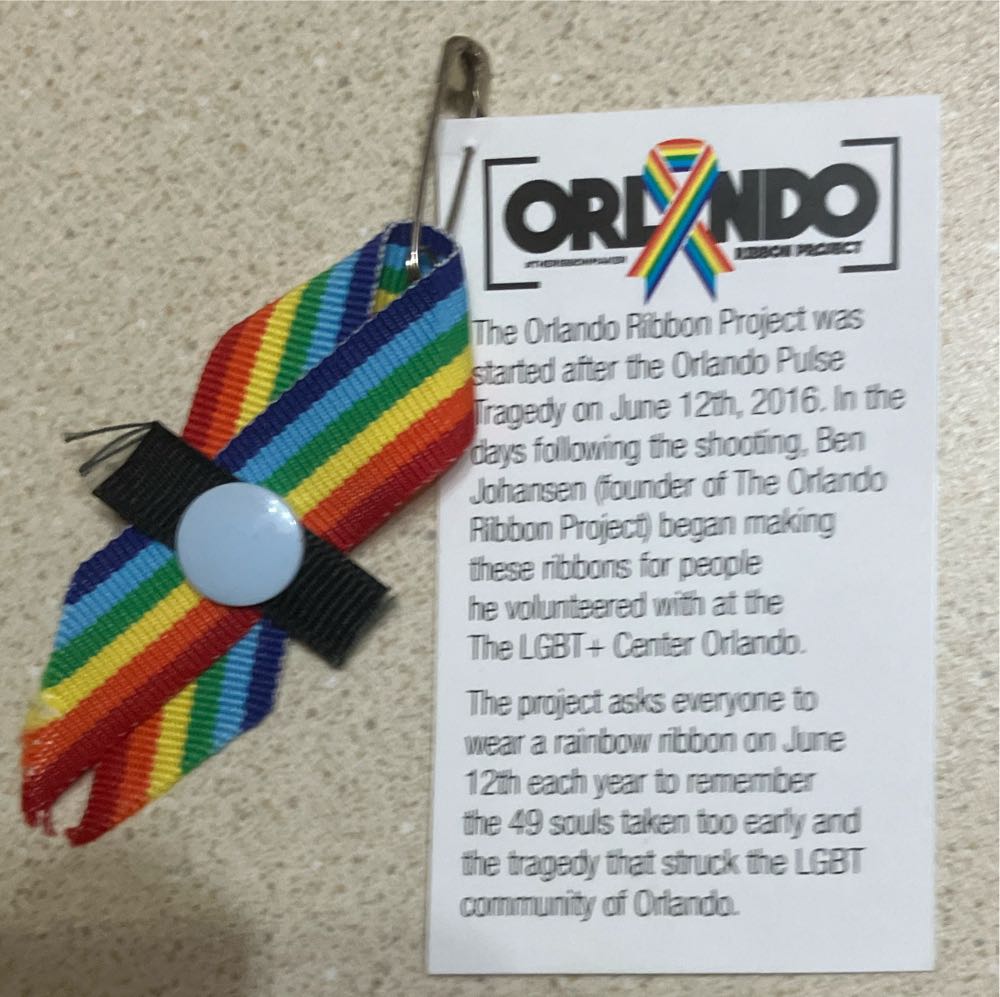 ORLANDO
#THERIBBONMAKER RIBBON PROJECT
The Orlando Ribbon Project was
started after the Orlando Pulse
Tragedy on June 12th, 2016. In the
days following the shooting, Ben
Johansen (founder of The Orlando
Ribbon Project) began making
these ribbons for people
he volunteered with at the
The LGBT+ Center Orlando.
The project asks everyone to
wear a rainbow ribbon on June
12th each year to remember
the 49 souls taken too early and
the tragedy that struck the LGBT
community of Orlando.